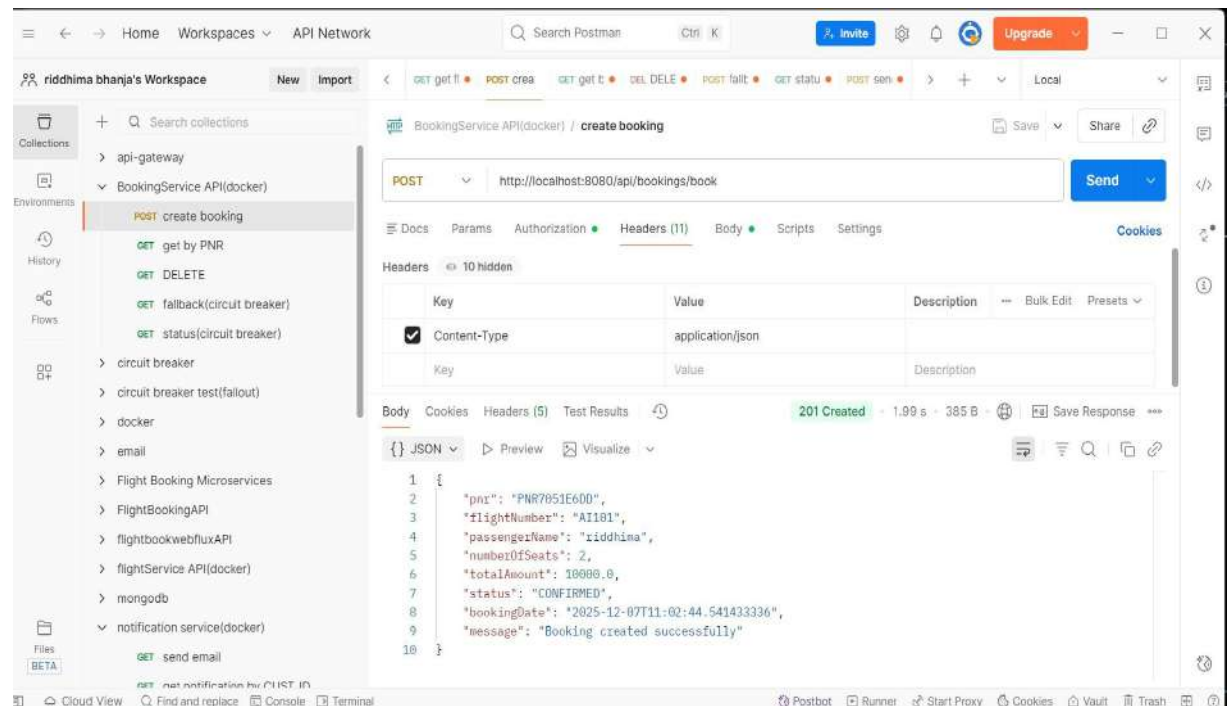 Home Workspaces API Network Search Postman Ctrl K Invite Upgrade
riddhima bhanja's Workspace New Import GET get fl POST crea GET get t DEL DELE POST fallt GET statu POST sen Local
Collections
Environments
History
Flows
Files
BETA
Search collections
api-gateway
BookingService API(docker)
POST create booking
GET get by PNR
GET DELETE
GET fallback(circuit breaker)
GET status(circuit breaker)
circuit breaker
circuit breaker test(fallout)
docker
email
Flight Booking Microservices
FlightBookingAPI
flightbookwebfluxAPI
flightService API(docker)
mongodb
notification service(docker)
GET send email
GET get notification by CUST ID
HTTP BookingService API(docker) / create booking Save Share
POST http://localhost:8080/api/bookings/book Send
Docs Params Authorization Headers (11) Body Scripts Settings Cookies
Headers 10 hidden
Key Value Description Bulk Edit Presets
Content-Type application/json
Key Value Description
Body Cookies Headers (5) Test Results 201 Created 1.99 s 385 B Save Response
{} JSON Preview Visualize
1 {
2 "pnr": "PNR7051E6DD",
3 "flightNumber": "AI101",
4 "passengerName": "riddhima",
5 "numberOfSeats": 2,
6 "totalAmount": 10000.0,
7 "status": "CONFIRMED",
8 "bookingDate": "2025-12-07T11:02:44.541433336",
9 "message": "Booking created successfully"
10 }
Cloud View Find and replace Console Terminal Postbot Runner Start Proxy Cookies Vault Trash